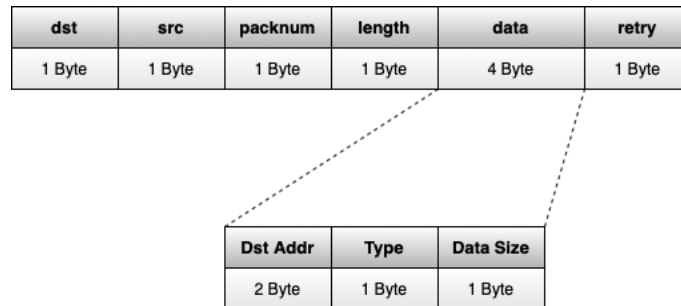 dst src packnum length data retry
1 Byte 1 Byte 1 Byte 1 Byte 4 Byte 1 Byte
Dst Addr Type Data Size
2 Byte 1 Byte 1 Byte